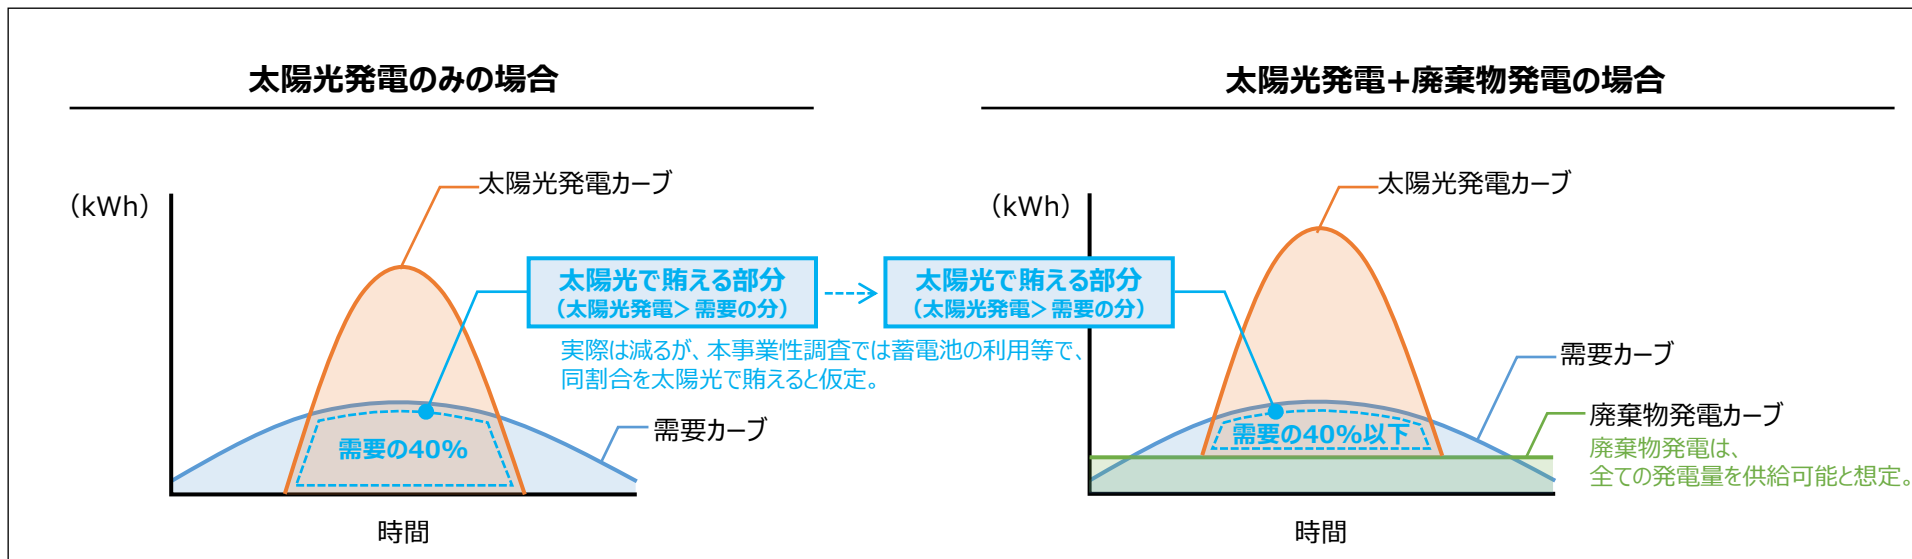 太陽光発電のみの場合
(kWh)
太陽光発電カーブ
太陽光で賄える部分
(太陽光発電>需要の分)
実際は減るが、本事業性調査では蓄電池の利用等で、
同割合を太陽光で賄えると仮定。
需要カーブ
需要の40%
時間
太陽光発電+廃棄物発電の場合
(kWh)
太陽光発電カーブ
太陽光で賄える部分
(太陽光発電>需要の分)
需要カーブ
廃棄物発電カーブ
廃棄物発電は、
全ての発電量を供給可能と想定。
需要の40%以下
時間